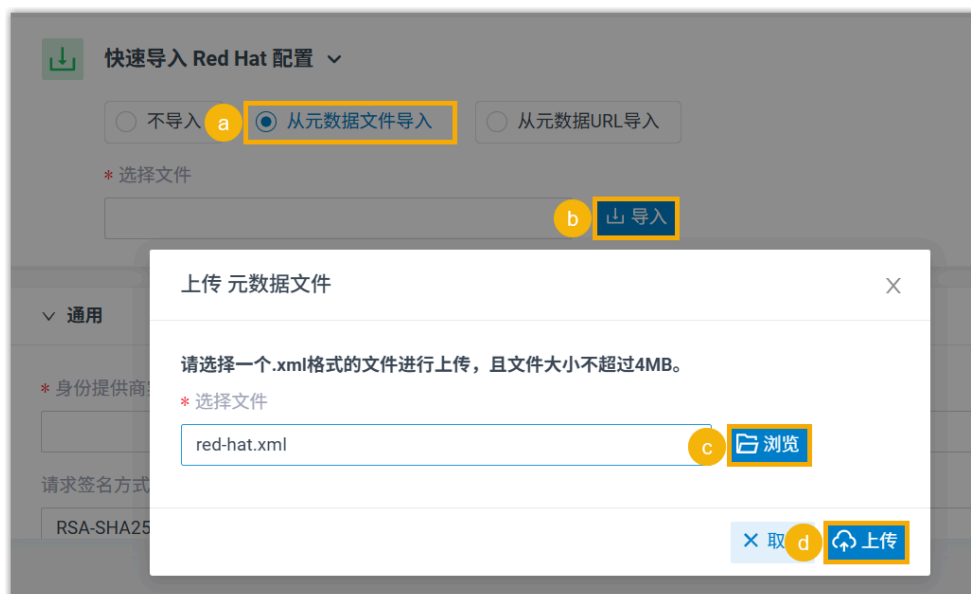 快速导入 Red Hat 配置
不导入 a 从元数据文件导入 从元数据URL导入
* 选择文件
b 导入
上传 元数据文件
通用
请选择一个.xml格式的文件进行上传，且文件大小不超过4MB。
* 身份提供商
* 选择文件
red-hat.xml c 浏览
请求签名方式
RSA-SHA25
取 d 上传